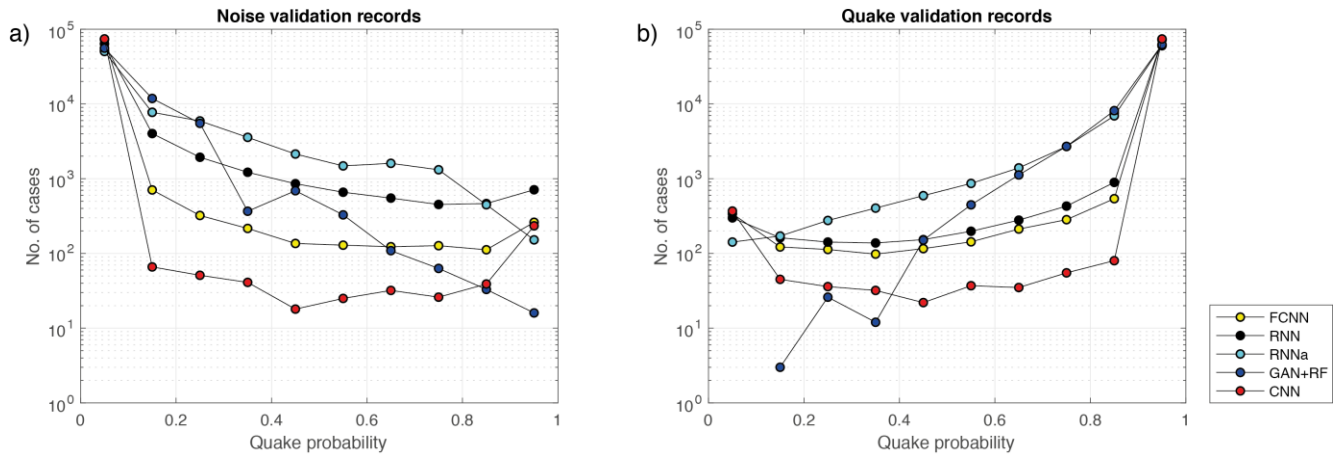 a)
Noise validation records
No. of cases
10^5
10^4
10^3
10^2
10^1
10^0
0 0.2 0.4 0.6 0.8 1
Quake probability
b)
Quake validation records
No. of cases
10^5
10^4
10^3
10^2
10^1
10^0
0 0.2 0.4 0.6 0.8 1
Quake probability
FCNN
RNN
RNNa
GAN+RF
CNN